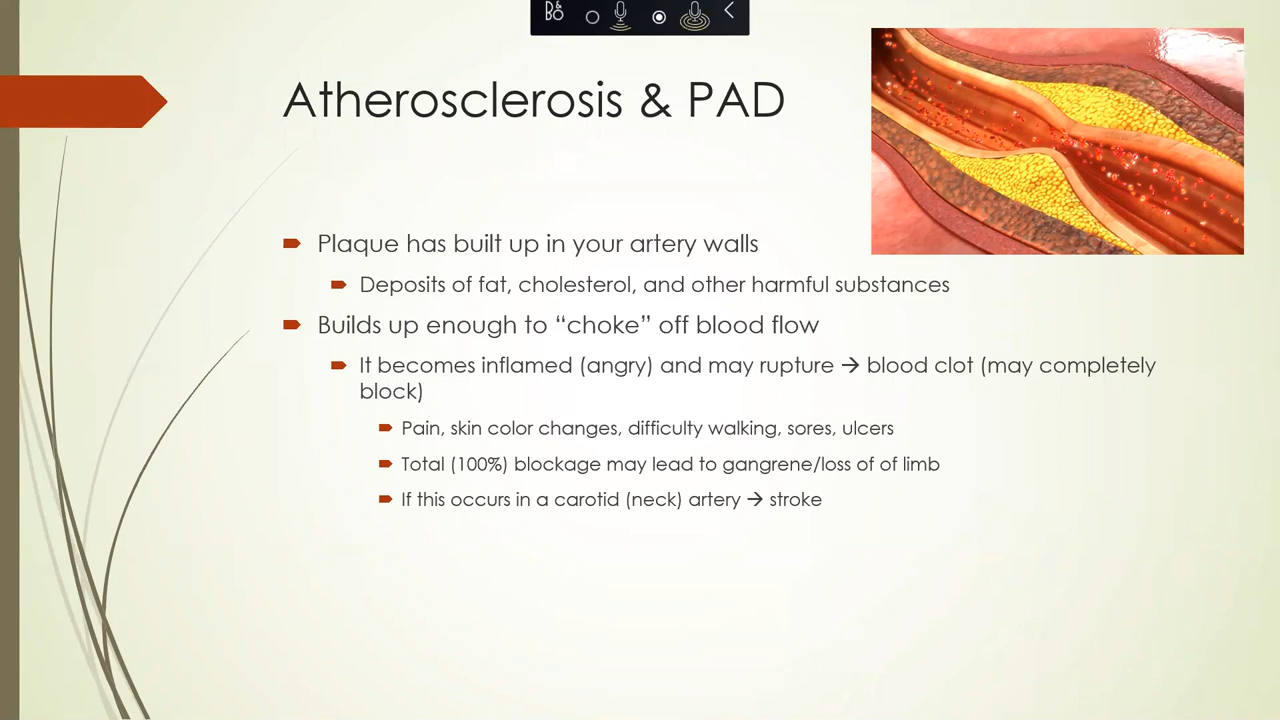 B&O
Atherosclerosis & PAD
Plaque has built up in your artery walls
Deposits of fat, cholesterol, and other harmful substances
Builds up enough to “choke” off blood flow
It becomes inflamed (angry) and may rupture → blood clot (may completely
block)
Pain, skin color changes, difficulty walking, sores, ulcers
Total (100%) blockage may lead to gangrene/loss of of limb
If this occurs in a carotid (neck) artery → stroke